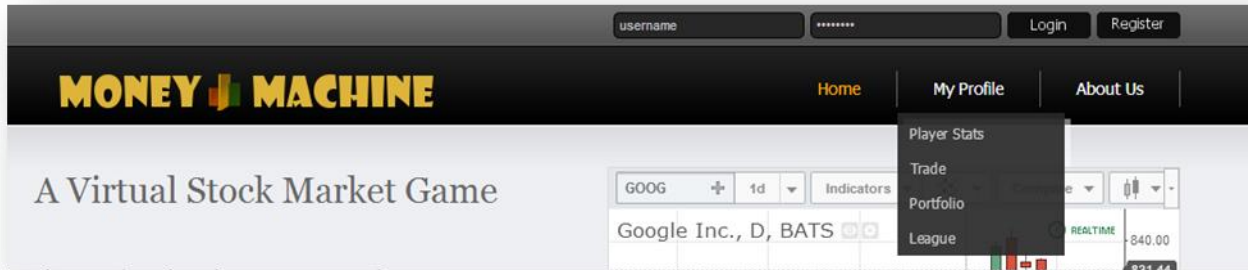 username ········ Login Register
MONEY MACHINE
Home My Profile About Us
Player Stats
Trade
Portfolio
League
A Virtual Stock Market Game
GOOG 1d Indicators
Google Inc., D, BATS
REALTIME
840.00